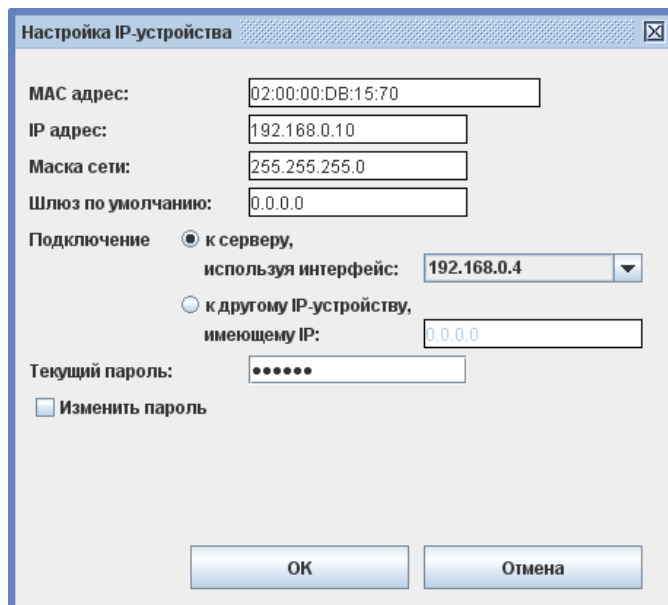 Настройка IP-устройства
MAC адрес: 02:00:00:DB:15:70
IP адрес: 192.168.0.10
Маска сети: 255.255.255.0
Шлюз по умолчанию: 0.0.0.0
Подключение к серверу,
используя интерфейс: 192.168.0.4
к другому IP-устройству,
имеющему IP: 0.0.0.0
Текущий пароль: ••••••
Изменить пароль
OK Отмена